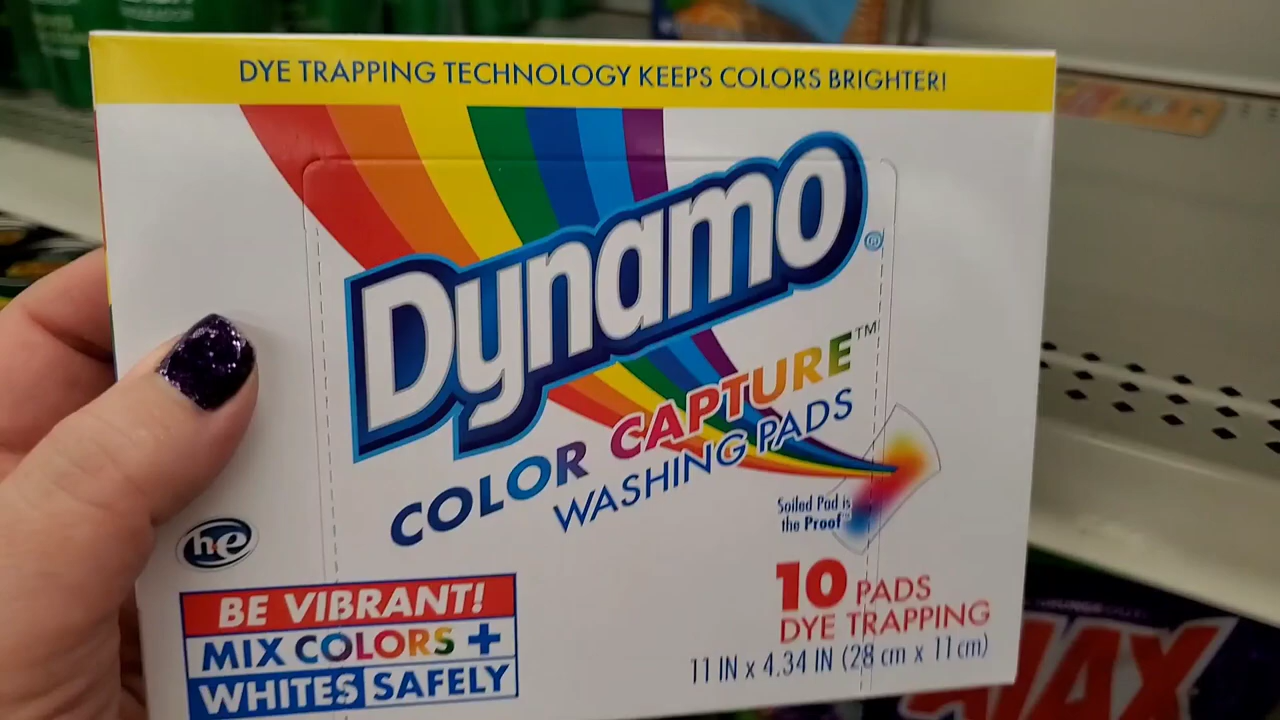 DYE TRAPPING TECHNOLOGY KEEPS COLORS BRIGHTER!
Dynamo®
COLOR CAPTURE™
WASHING PADS
Soiled Pad is
the Proof™
he
10 PADS
DYE TRAPPING
11 IN x 4.34 IN (28 cm x 11 cm)
BE VIBRANT!
MIX COLORS +
WHITES SAFELY
AJAX